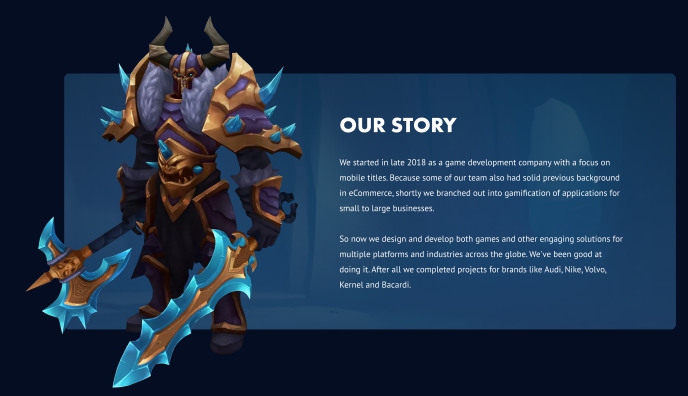 OUR STORY
We started in late 2018 as a game development company with a focus on
mobile titles. Because some of our team also had solid previous background
in eCommerce, shortly we branched out into gamification of applications for
small to large businesses.
So now we design and develop both games and other engaging solutions for
multiple platforms and industries across the globe. We've been good at
doing it. After all we completed projects for brands like Audi, Nike, Volvo,
Kernel and Bacardi.